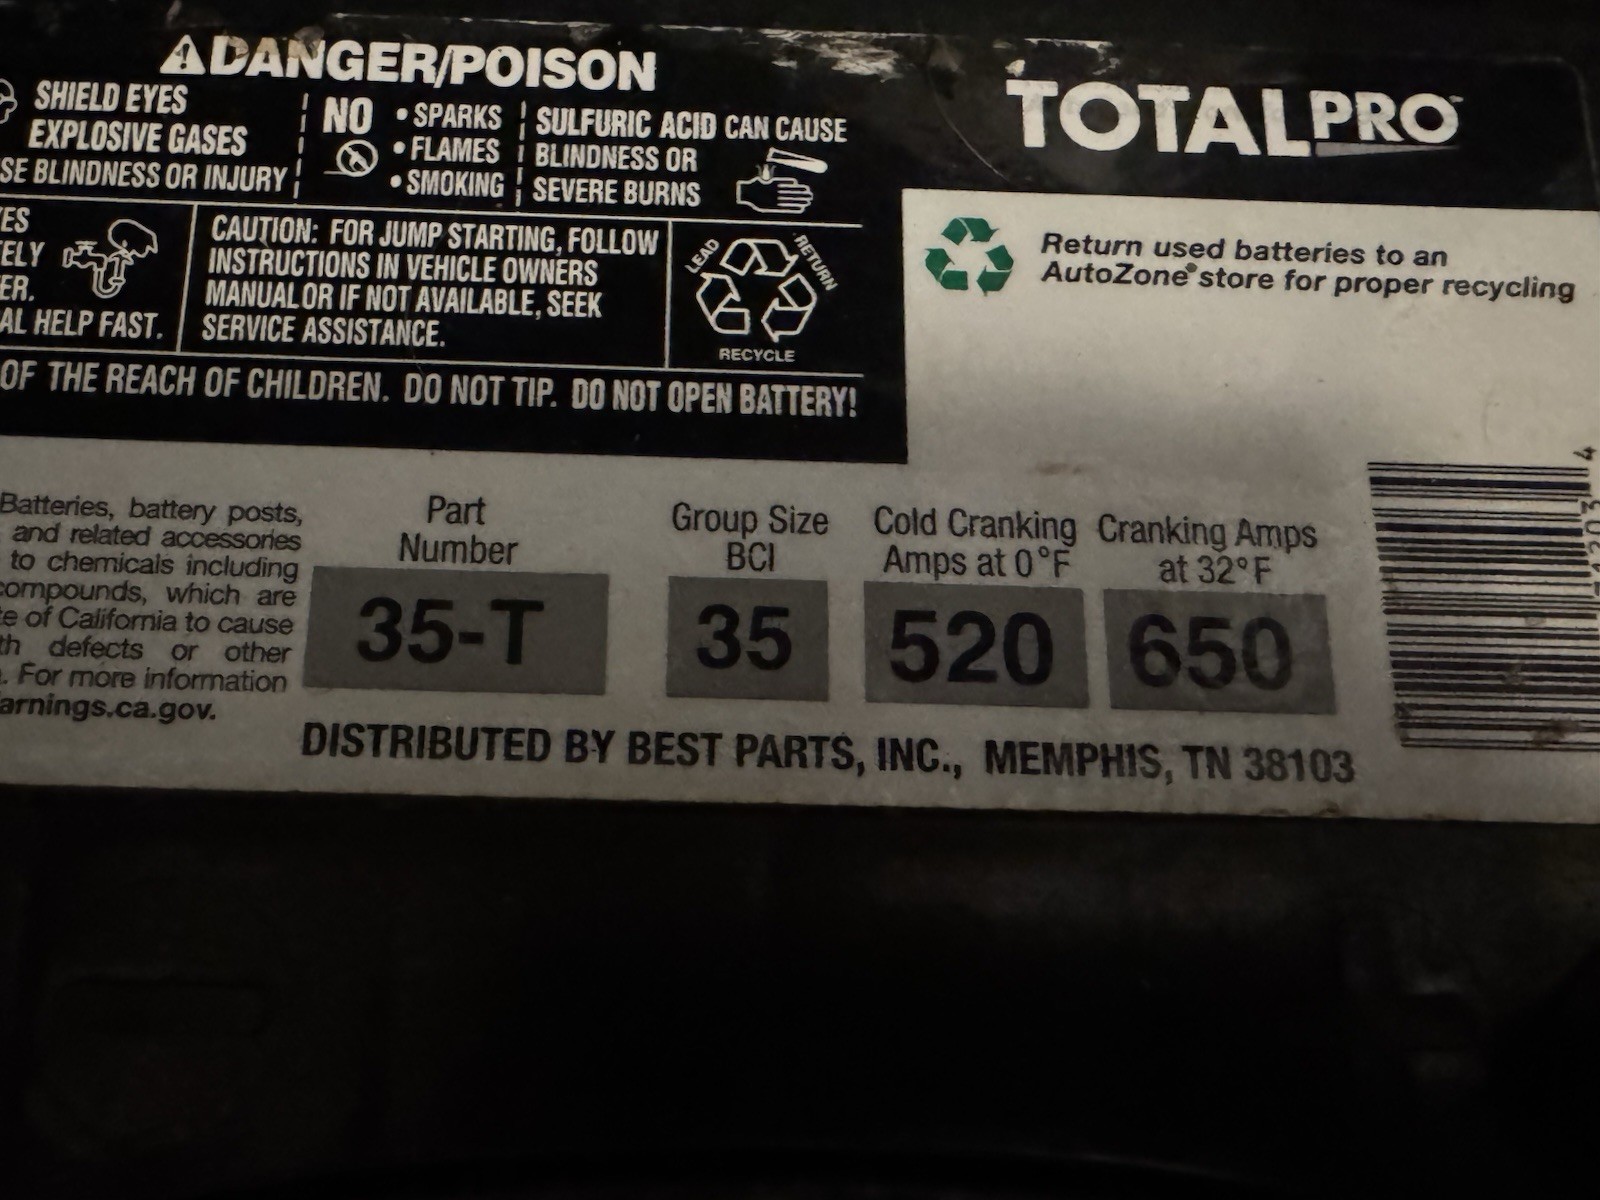 DANGER/POISON
SHIELD EYES
EXPLOSIVE GASES
SE BLINDNESS OR INJURY
NO
• SPARKS
• FLAMES
• SMOKING
SULFURIC ACID CAN CAUSE
BLINDNESS OR
SEVERE BURNS
ES
ELY
ER.
AL HELP FAST.
CAUTION: FOR JUMP STARTING, FOLLOW
INSTRUCTIONS IN VEHICLE OWNERS
MANUAL OR IF NOT AVAILABLE, SEEK
SERVICE ASSISTANCE.
LEAD
RETURN
RECYCLE
OF THE REACH OF CHILDREN. DO NOT TIP. DO NOT OPEN BATTERY!
TOTALPRO™
Return used batteries to an
AutoZone® store for proper recycling
Batteries, battery posts,
and related accessories
to chemicals including
compounds, which are
te of California to cause
th defects or other
. For more information
arnings.ca.gov.
Part
Number
35-T
Group Size
BCI
35
Cold Cranking
Amps at 0°F
520
Cranking Amps
at 32°F
650
DISTRIBUTED BY BEST PARTS, INC., MEMPHIS, TN 38103
4